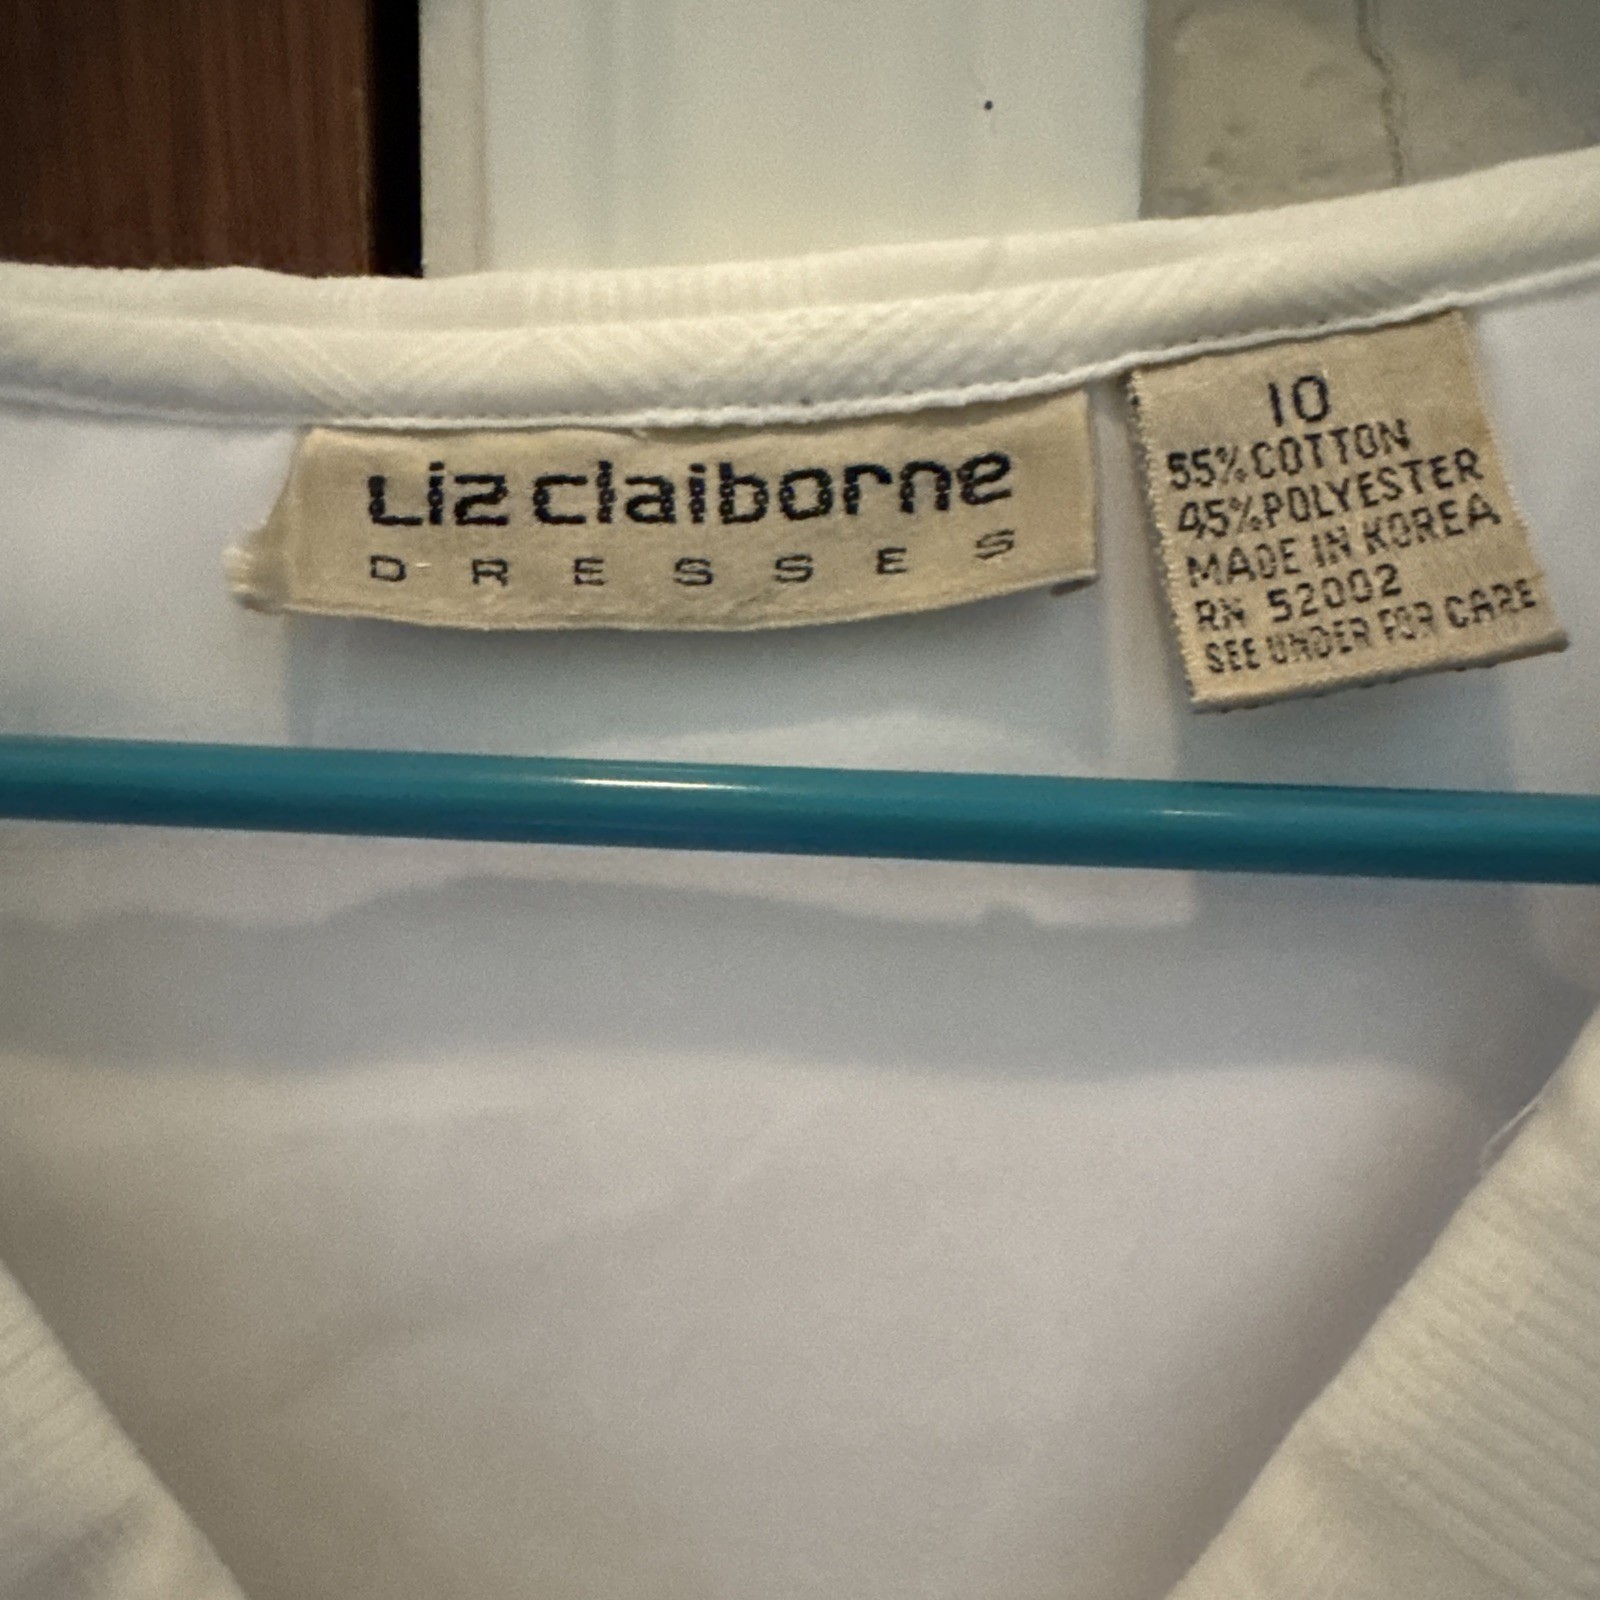 Liz claiborne
DRESSES
10
55% COTTON
45% POLYESTER
MADE IN KOREA
RN 52002
SEE UNDER FOR CARE